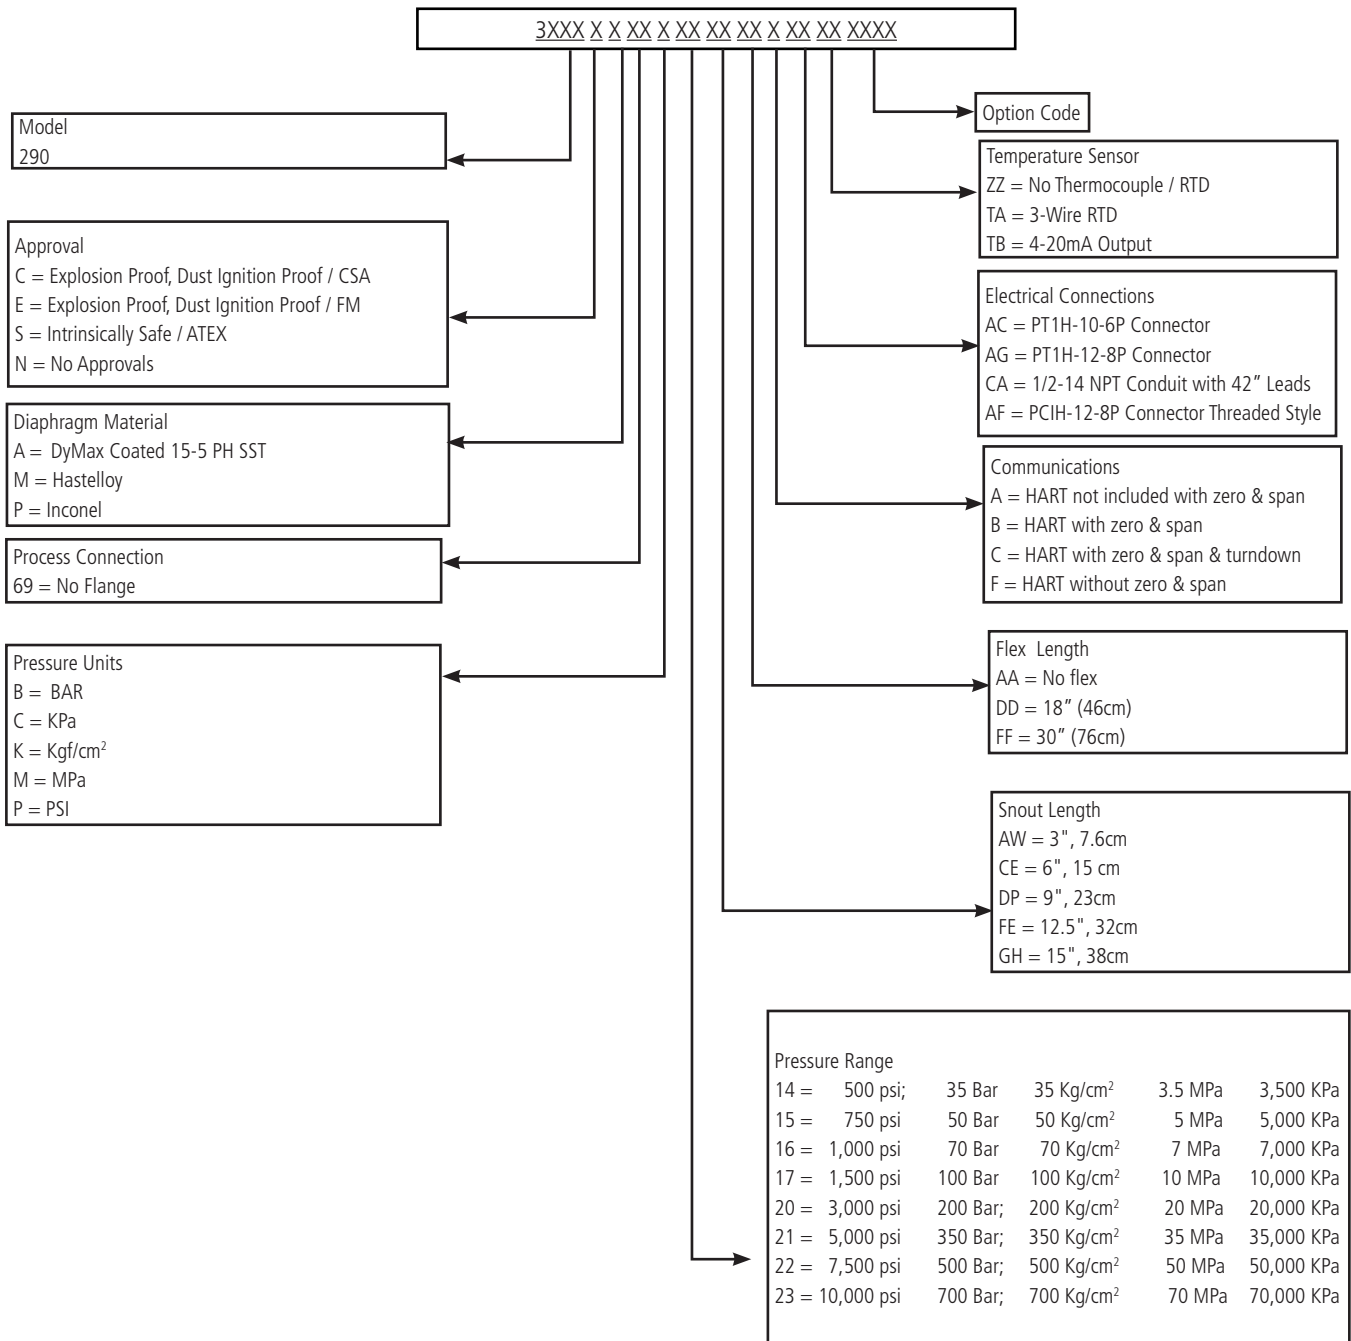 3XXX X X XX X XX XX XX X XX XX XXXX
Model
290
Approval
C = Explosion Proof, Dust Ignition Proof / CSA
E = Explosion Proof, Dust Ignition Proof / FM
S = Intrinsically Safe / ATEX
N = No Approvals
Diaphragm Material
A = DyMax Coated 15-5 PH SST
M = Hastelloy
P = Inconel
Process Connection
69 = No Flange
Pressure Units
B = BAR
C = KPa
K = Kgf/cm²
M = MPa
P = PSI
Option Code
Temperature Sensor
ZZ = No Thermocouple / RTD
TA = 3-Wire RTD
TB = 4-20mA Output
Electrical Connections
AC = PT1H-10-6P Connector
AG = PT1H-12-8P Connector
CA = 1/2-14 NPT Conduit with 42” Leads
AF = PCIH-12-8P Connector Threaded Style
Communications
A = HART not included with zero & span
B = HART with zero & span
C = HART with zero & span & turndown
F = HART without zero & span
Flex Length
AA = No flex
DD = 18” (46cm)
FF = 30” (76cm)
Snout Length
AW = 3", 7.6cm
CE = 6", 15 cm
DP = 9", 23cm
FE = 12.5", 32cm
GH = 15", 38cm
Pressure Range
14 = 500 psi; 35 Bar 35 Kg/cm² 3.5 MPa 3,500 KPa
15 = 750 psi 50 Bar 50 Kg/cm² 5 MPa 5,000 KPa
16 = 1,000 psi 70 Bar 70 Kg/cm² 7 MPa 7,000 KPa
17 = 1,500 psi 100 Bar 100 Kg/cm² 10 MPa 10,000 KPa
20 = 3,000 psi 200 Bar; 200 Kg/cm² 20 MPa 20,000 KPa
21 = 5,000 psi 350 Bar; 350 Kg/cm² 35 MPa 35,000 KPa
22 = 7,500 psi 500 Bar; 500 Kg/cm² 50 MPa 50,000 KPa
23 = 10,000 psi 700 Bar; 700 Kg/cm² 70 MPa 70,000 KPa